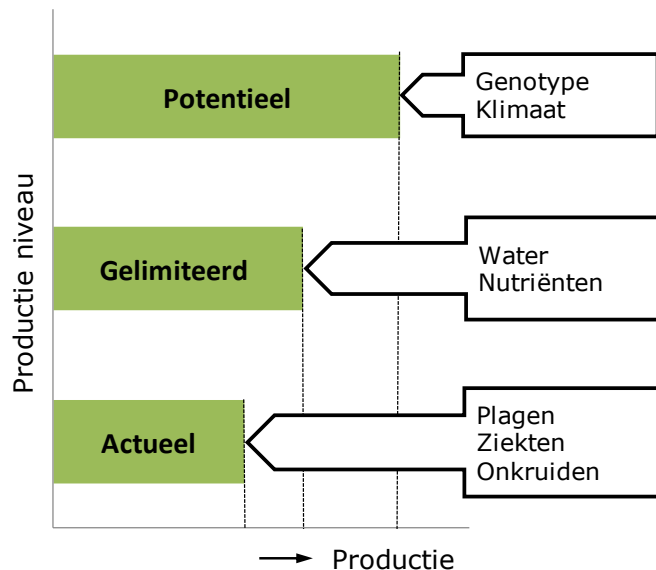 Potentieel
Genotype
Klimaat
Productie niveau
Gelimiteerd
Water
Nutriënten
Actueel
Plagen
Ziekten
Onkruiden
Productie